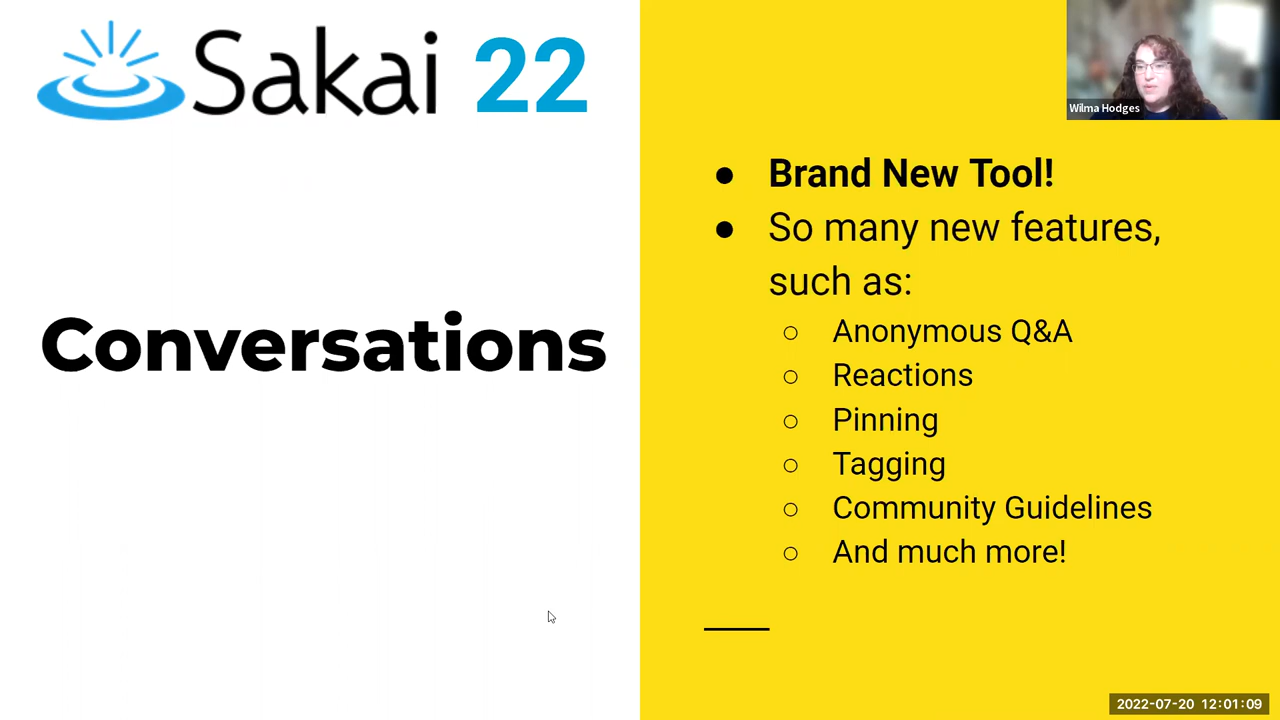 Sakai 22
Wilma Hodges
Conversations
● Brand New Tool!
● So many new features,
such as:
○ Anonymous Q&A
○ Reactions
○ Pinning
○ Tagging
○ Community Guidelines
○ And much more!
2022-07-20 12:01:09